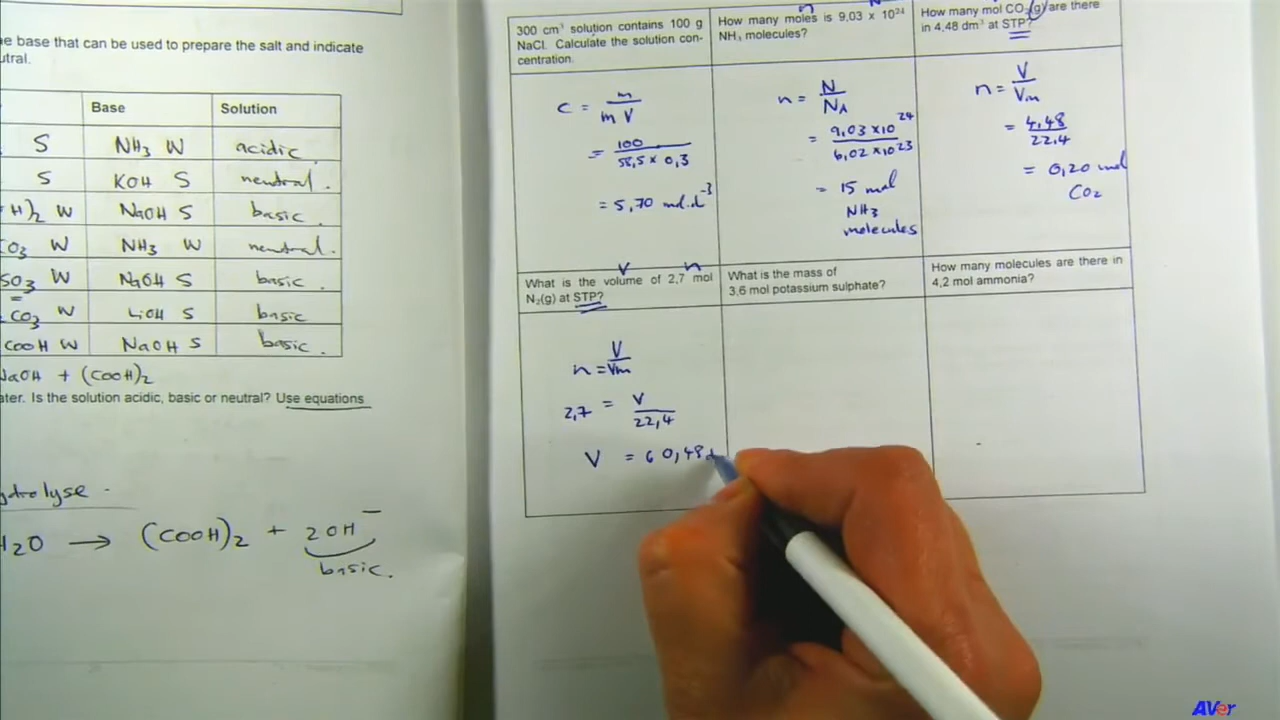 e base that can be used to prepare the salt and indicate
utral.
Base Solution
S NH₃ W acidic.
S KOH S neutral.
H)₂ W NaOH S basic.
CO₃ W NH₃ W neutral.
SO₃ W NaOH S basic.
CO₃ W LiOH S basic
COOH W NaOH S basic.
NaOH + (COOH)₂
ater. Is the solution acidic, basic or neutral? Use equations
ydrolyse.
H₂O → (COOH)₂ + 2OH⁻
basic.
300 cm³ solution contains 100 g
NaCl. Calculate the solution con-
centration.
c = m / m V
= 100 / 58,5 x 0,3
= 5,70 mol.d⁻³
n
How many moles is 9,03 x 10²⁴
NH₃ molecules?
n = N / NA
= 9,03 x10²⁴ / 6,02 x10²³
= 15 mol
NH₃
molecules
How many mol CO₂(g) are there
in 4,48 dm³ at STP?
n = V / Vm
= 4,48 / 22,4
= 0,20 mol
CO₂
V n
What is the volume of 2,7 mol
N₂(g) at STP?
n = V / Vm
2,7 = V / 22,4
V = 60,48d
What is the mass of
3,6 mol potassium sulphate?
How many molecules are there in
4,2 mol ammonia?
AVer